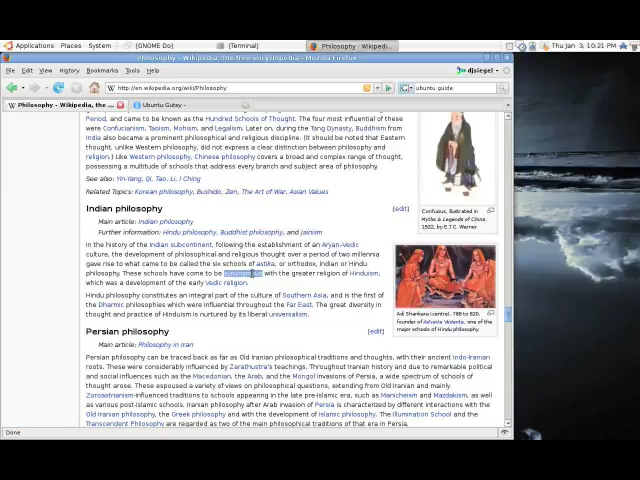 Applications Places System [GNOME Do] [Terminal] Philosophy - Wikipedi... Thu Jan 3, 10:21 PM
Philosophy - Wikipedia, the free encyclopedia - Mozilla Firefox
File Edit View History Bookmarks Tools Help djsiegel
http://en.wikipedia.org/wiki/Philosophy ubuntu guide
Philosophy - Wikipedia, the ... Ubuntu Gutsy -
Period, and came to be known as the Hundred Schools of Thought. The four most influential of these
were Confucianism, Taoism, Mohism, and Legalism. Later on, during the Tang Dynasty, Buddhism from
India also became a prominent philosophical and religious discipline. (It should be noted that Eastern
thought, unlike Western philosophy, did not express a clear distinction between philosophy and
religion.) Like Western philosophy, Chinese philosophy covers a broad and complex range of thought,
possessing a multitude of schools that address every branch and subject area of philosophy.
See also: Yin-Yang, Qi, Tao, Li, I Ching
Related Topics: Korean philosophy, Bushido, Zen, The Art of War, Asian Values
Confucius, illustrated in
Myths & Legends of China,
1922, by E.T.C. Werner.
Indian philosophy [edit]
Main article: Indian philosophy
Further information: Hindu philosophy, Buddhist philosophy, and Jainism
In the history of the Indian subcontinent, following the establishment of an Aryan-Vedic
culture, the development of philosophical and religious thought over a period of two millennia
gave rise to what came to be called the six schools of astika, or orthodox, Indian or Hindu
philosophy. These schools have come to be synonymous with the greater religion of Hinduism,
which was a development of the early Vedic religion.
Hindu philosophy constitutes an integral part of the culture of Southern Asia, and is the first of
the Dharmic philosophies which were influential throughout the Far East. The great diversity in
thought and practice of Hinduism is nurtured by its liberal universalism.
Adi Shankara (centre), 788 to 820,
founder of Advaita Vedanta, one of the
major schools of Hindu philosophy.
Persian philosophy [edit]
Main article: Philosophy in Iran
Persian philosophy can be traced back as far as Old Iranian philosophical traditions and thoughts, with their ancient Indo-Iranian
roots. These were considerably influenced by Zarathustra's teachings. Throughout Iranian history and due to remarkable political
and social influences such as the Macedonian, the Arab, and the Mongol invasions of Persia, a wide spectrum of schools of
thought arose. These espoused a variety of views on philosophical questions, extending from Old Iranian and mainly
Zoroastrianism-influenced traditions to schools appearing in the late pre-Islamic era, such as Manicheism and Mazdakism, as well
as various post-Islamic schools. Iranian philosophy after Arab invasion of Persia is characterized by different interactions with the
Old Iranian philosophy, the Greek philosophy and with the development of Islamic philosophy. The Illumination School and the
Transcendent Philosophy are regarded as two of the main philosophical traditions of that era in Persia.
Done